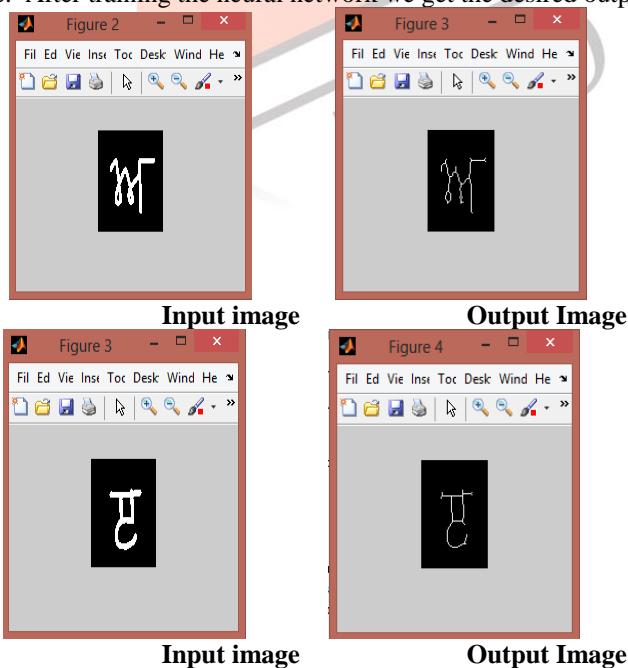 After training the neural network we get the desired
Figure 2 Figure 3
Fil Ed Vie Inse Toc Desk Wind He Fil Ed Vie Inse Toc Desk Wind He
ਅ ਅ
Input image Output Image
Figure 3 Figure 4
Fil Ed Vie Inse Toc Desk Wind He Fil Ed Vie Inse Toc Desk Wind He
Input image Output Image